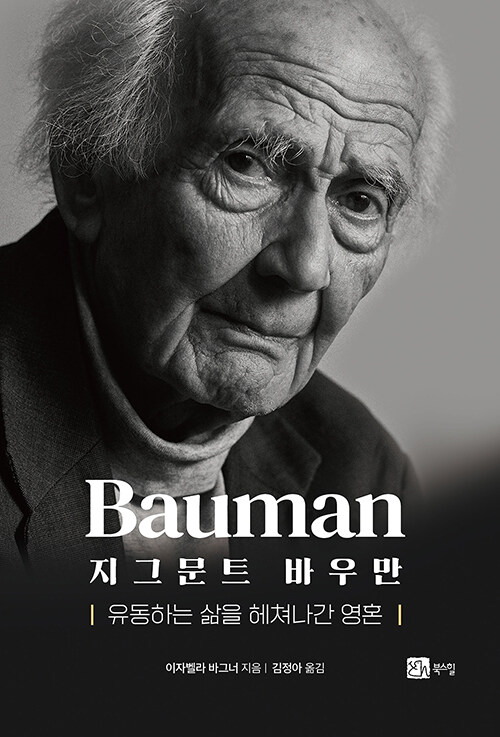 Bauman
지그문트 바우만
| 유동하는 삶을 헤쳐나간 영혼 |
이자벨라 바그너 지음 | 김정아 옮김
북스힐